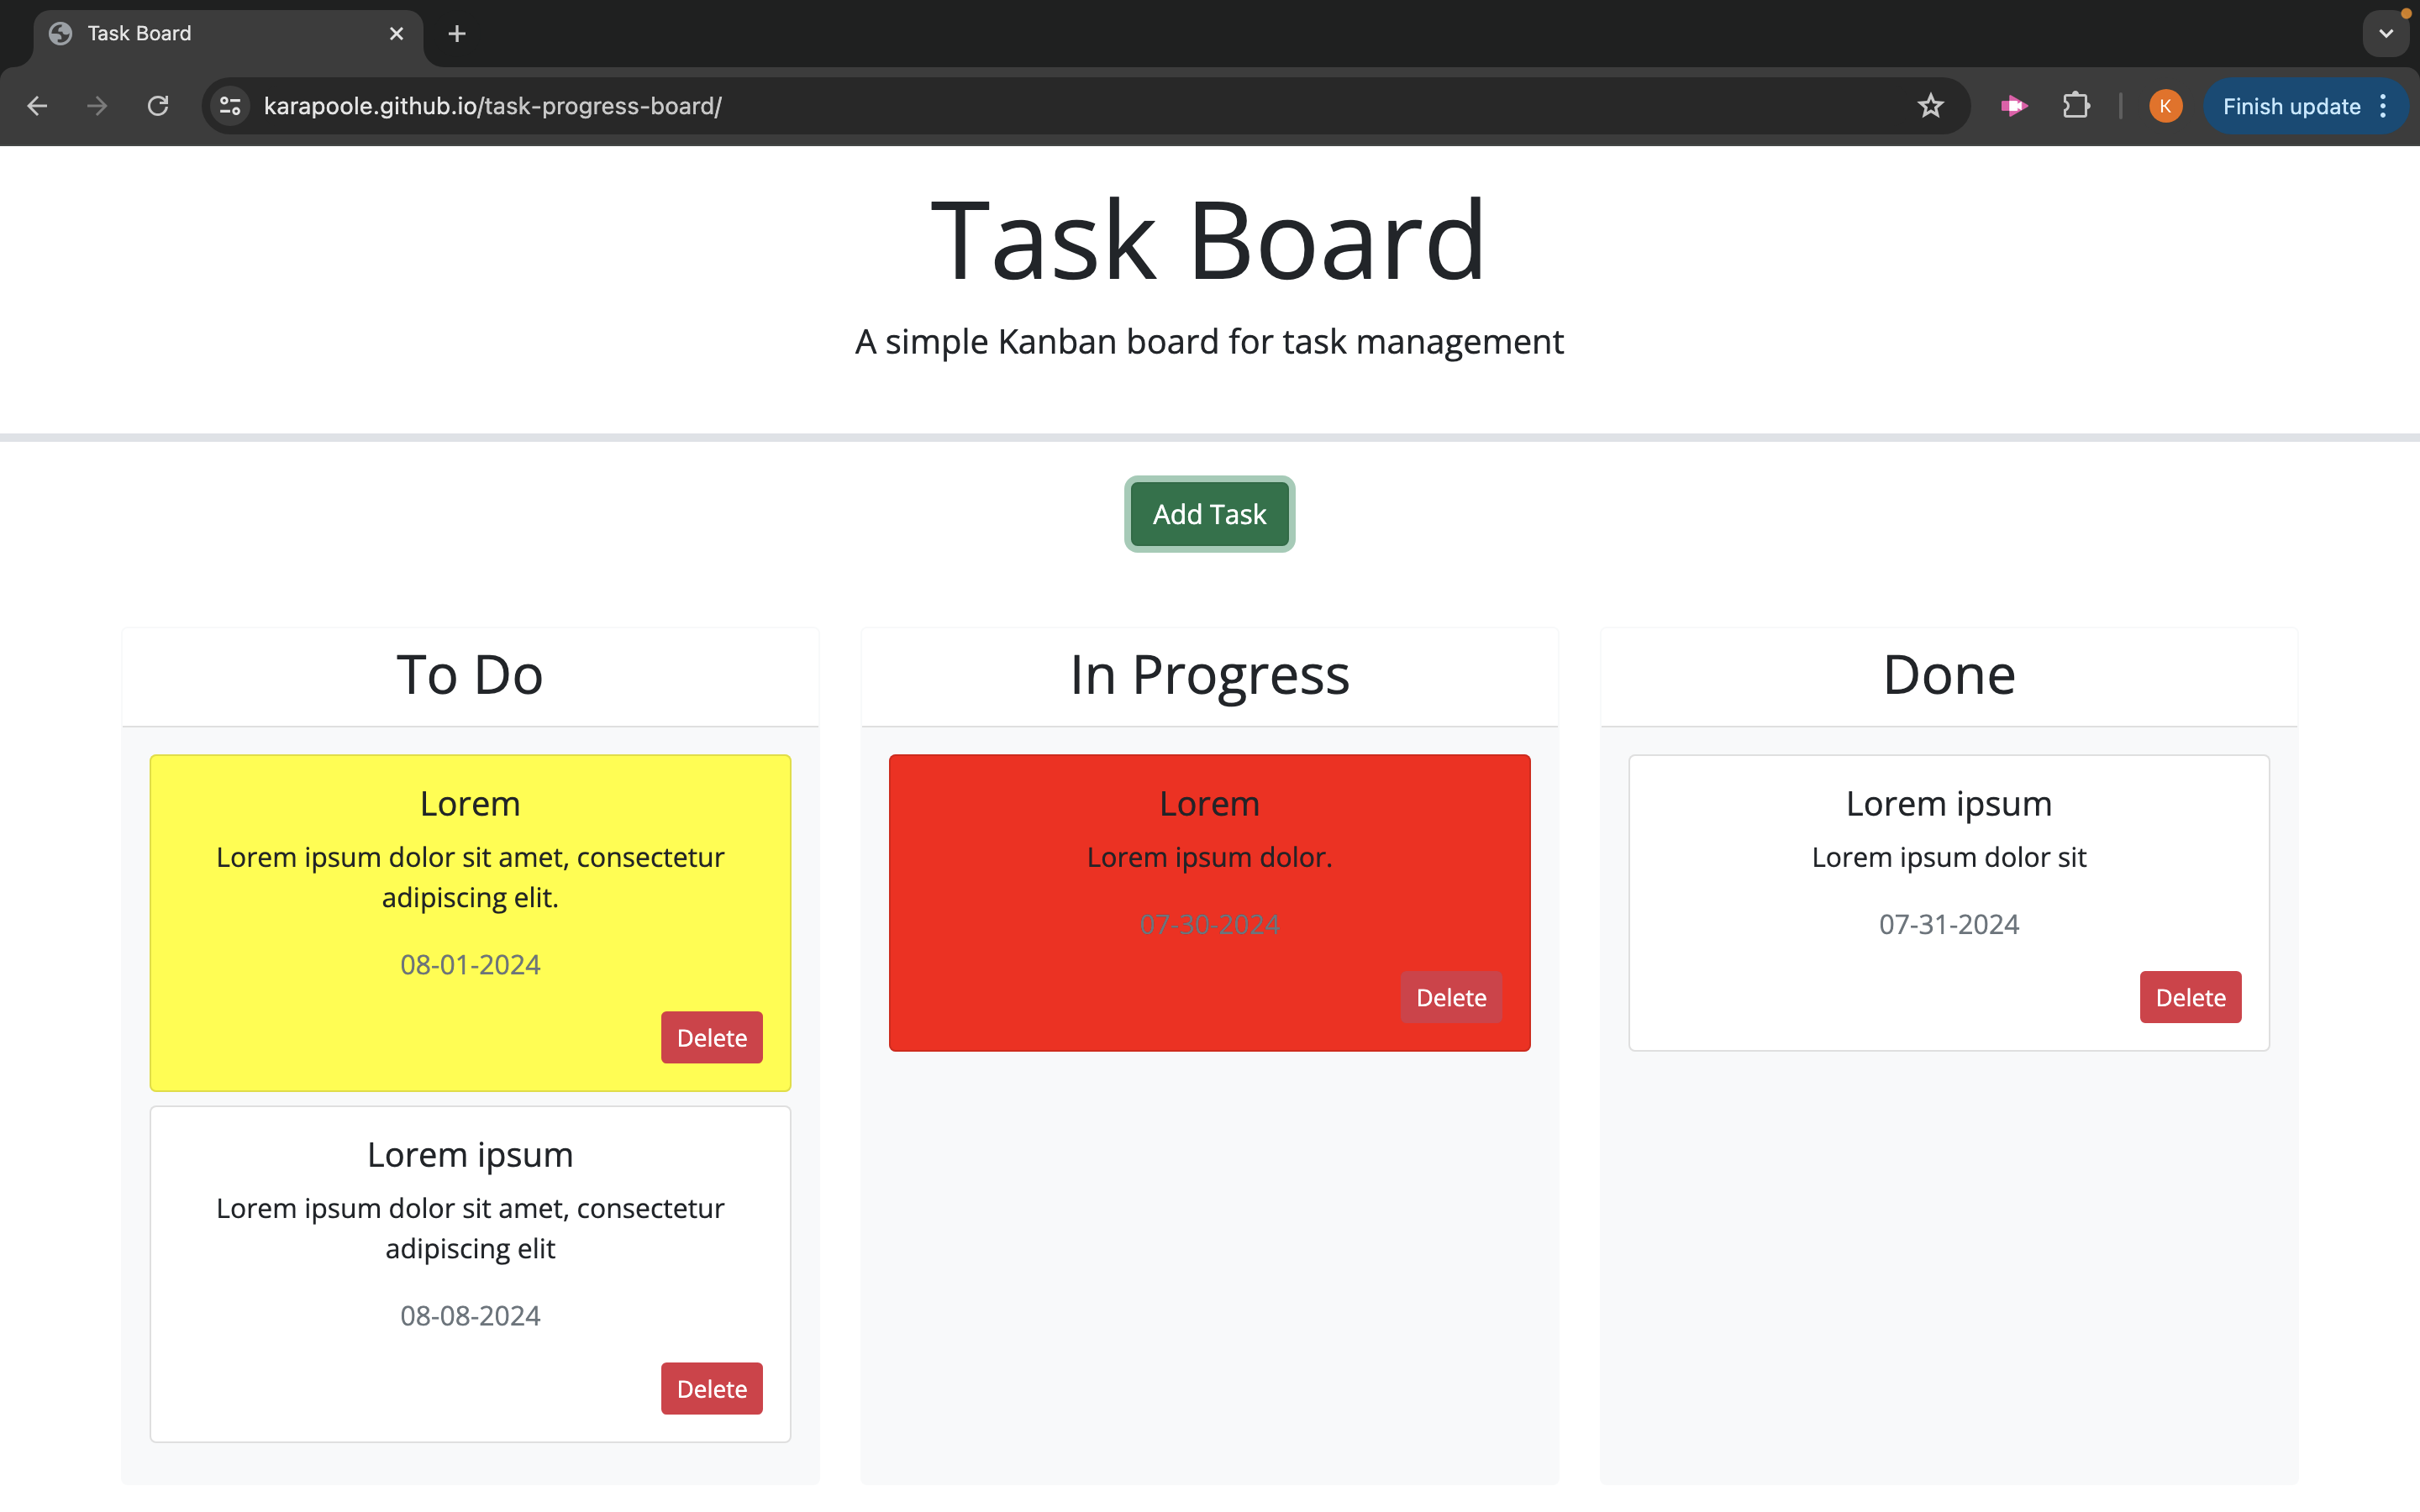 Task Board
karapoole.github.io/task-progress-board/
K
Finish update
Task Board
A simple Kanban board for task management
Add Task
To Do
Lorem
Lorem ipsum dolor sit amet, consectetur
adipiscing elit.
08-01-2024
Delete
Lorem ipsum
Lorem ipsum dolor sit amet, consectetur
adipiscing elit
08-08-2024
Delete
In Progress
Lorem
Lorem ipsum dolor.
07-30-2024
Delete
Done
Lorem ipsum
Lorem ipsum dolor sit
07-31-2024
Delete